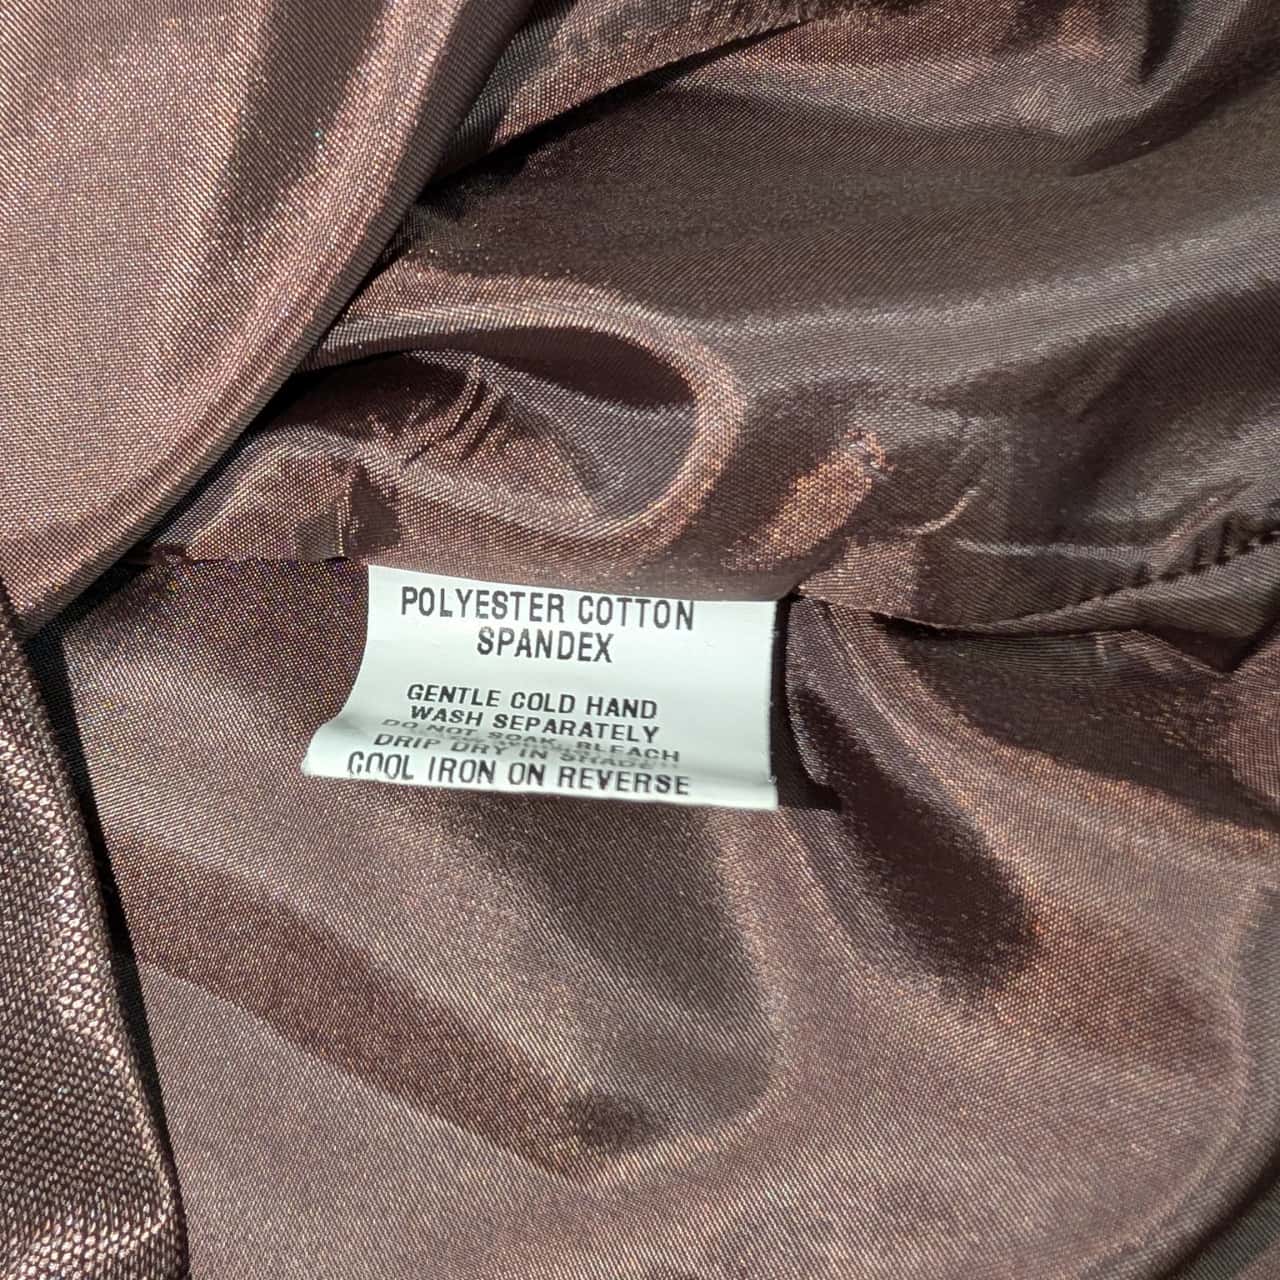 POLYESTER COTTON
SPANDEX
GENTLE COLD HAND
WASH SEPARATELY
DO NOT SOAK BLEACH
DRIP DRY IN SHADE
COOL IRON ON REVERSE